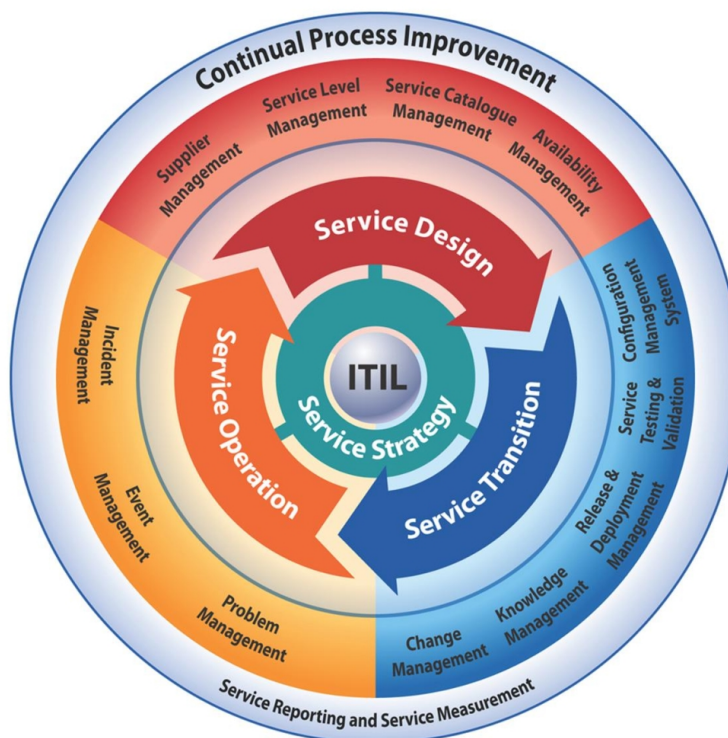 Continual Process Improvement
Supplier
Management
Service Level
Management
Service Catalogue
Management
Availability
Management
Service Design
Configuration
Management
System
Incident
Management
ITIL
Service Strategy
Service Operation
Service Transition
Service
Testing &
Validation
Event
Management
Release &
Deployment
Management
Problem
Management
Knowledge
Management
Change
Management
Service Reporting and Service Measurement